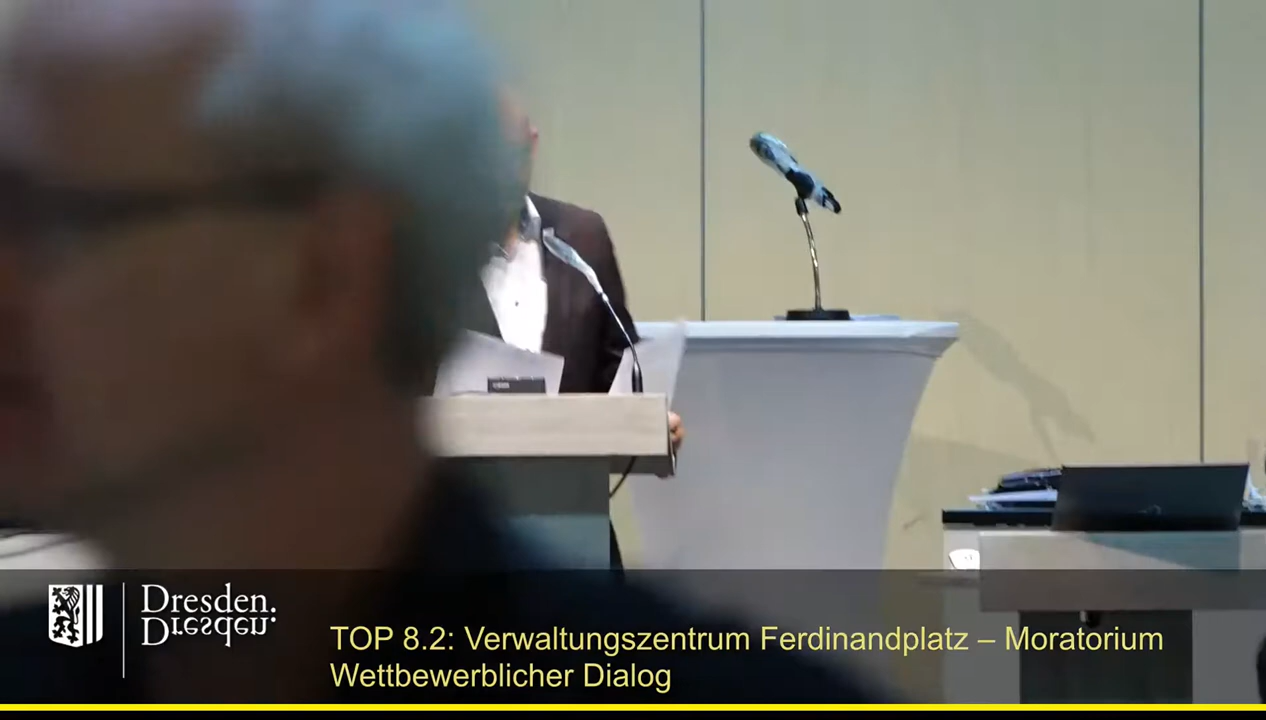 Dresden.
Dresden.
TOP 8.2: Verwaltungszentrum Ferdinandplatz – Moratorium
Wettbewerblicher Dialog